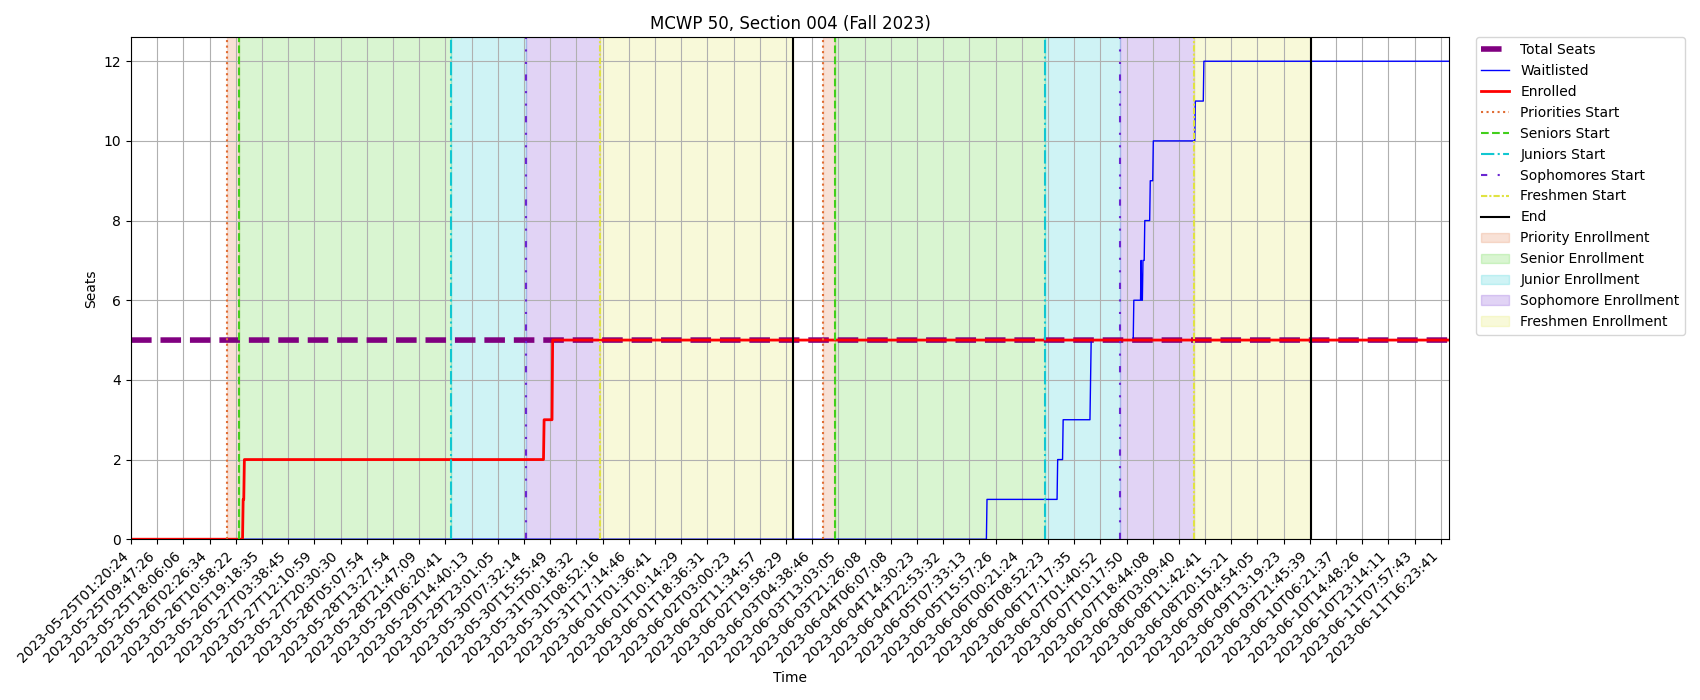 MCWP 50, Section 004 (Fall 2023)
Seats
12
10
8
6
4
2
0
2023-05-25T01:20:24
2023-05-25T09:47:26
2023-05-25T18:06:06
2023-05-26T02:26:34
2023-05-26T10:58:22
2023-05-26T19:18:35
2023-05-27T03:38:45
2023-05-27T12:10:59
2023-05-27T20:30:30
2023-05-28T05:07:54
2023-05-28T13:27:54
2023-05-28T21:47:09
2023-05-29T06:20:41
2023-05-29T14:40:13
2023-05-29T23:01:05
2023-05-30T07:32:14
2023-05-30T15:55:49
2023-05-31T00:18:32
2023-05-31T08:52:16
2023-05-31T17:14:46
2023-06-01T01:36:41
2023-06-01T10:14:29
2023-06-01T18:36:31
2023-06-02T03:00:23
2023-06-02T11:34:57
2023-06-02T19:58:29
2023-06-03T04:38:46
2023-06-03T13:03:05
2023-06-03T21:26:08
2023-06-04T06:07:08
2023-06-04T14:30:23
2023-06-04T22:53:32
2023-06-05T07:33:13
2023-06-05T15:57:26
2023-06-06T00:21:24
2023-06-06T08:52:23
2023-06-06T17:17:35
2023-06-07T01:40:52
2023-06-07T10:17:50
2023-06-07T18:44:08
2023-06-08T03:09:40
2023-06-08T11:42:41
2023-06-08T20:15:21
2023-06-09T04:54:05
2023-06-09T13:19:23
2023-06-09T21:45:39
2023-06-10T06:21:37
2023-06-10T14:48:26
2023-06-10T23:14:11
2023-06-11T07:57:43
2023-06-11T16:23:41
Time
Total Seats
Waitlisted
Enrolled
Priorities Start
Seniors Start
Juniors Start
Sophomores Start
Freshmen Start
End
Priority Enrollment
Senior Enrollment
Junior Enrollment
Sophomore Enrollment
Freshmen Enrollment